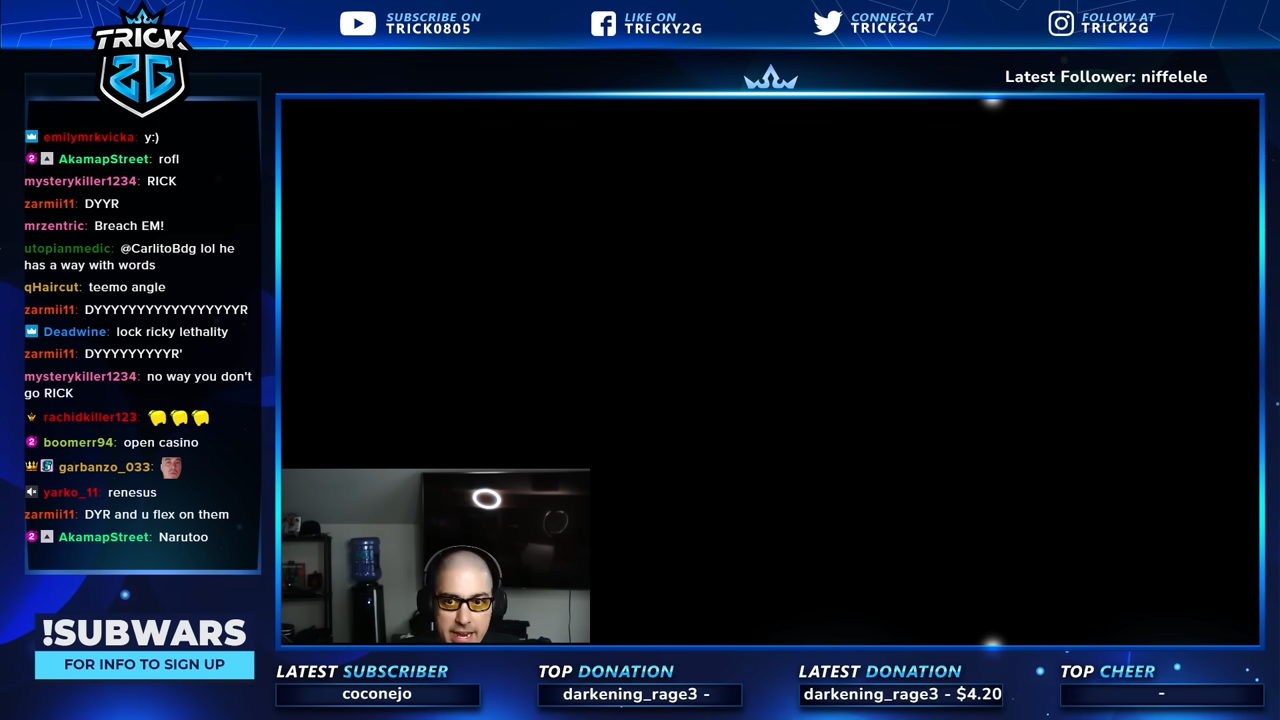 SUBSCRIBE ON
TRICK0805
LIKE ON
TRICKY2G
CONNECT AT
TRICK2G
FOLLOW AT
TRICK2G
TRICK
2G
Latest Follower: niffelele
emilymrkvicka: y:)
2 AkamapStreet: rofl
mysterykiller1234: RICK
zarmii11: DYYR
mrzentric: Breach EM!
utopianmedic: @CarlitoBdg lol he
has a way with words
qHaircut: teemo angle
zarmii11: DYYYYYYYYYYYYYYYYYR
Deadwine: lock ricky lethality
zarmii11: DYYYYYYYYYR'
mysterykiller1234: no way you don't
go RICK
rachidkiller123:
2 boomerr94: open casino
garbanzo_033:
yarko_11: renesus
zarmii11: DYR and u flex on them
2 AkamapStreet: Narutoo
!SUBWARS
FOR INFO TO SIGN UP
LATEST SUBSCRIBER
coconejo
TOP DONATION
darkening_rage3 -
LATEST DONATION
darkening_rage3 - $4.20
TOP CHEER
-